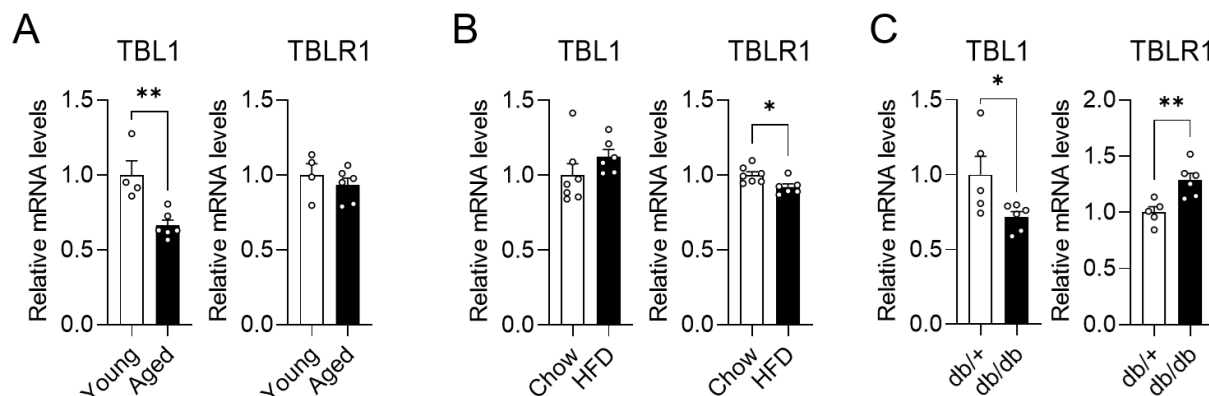 A
TBL1
TBLR1
**
Relative mRNA levels
1.5
1.0
0.5
0.0
Young
Aged
Relative mRNA levels
1.5
1.0
0.5
0.0
Young
Aged
B
TBL1
TBLR1
Relative mRNA levels
1.5
1.0
0.5
0.0
Chow
HFD
*
Relative mRNA levels
1.5
1.0
0.5
0.0
Chow
HFD
C
TBL1
TBLR1
*
Relative mRNA levels
1.5
1.0
0.5
0.0
db/+
db/db
**
Relative mRNA levels
2.0
1.5
1.0
0.5
0.0
db/+
db/db